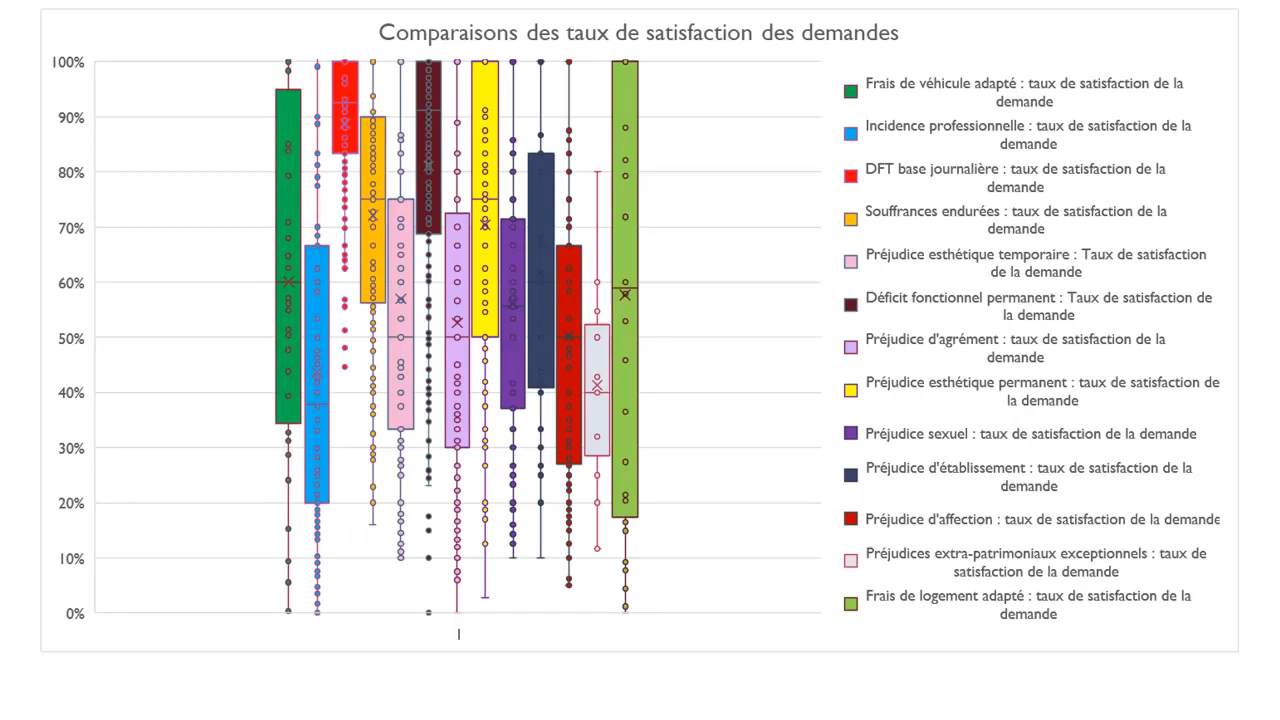 Comparaisons des taux de satisfaction des demandes
100%
90%
80%
70%
60%
50%
40%
30%
20%
10%
0%
1
Frais de véhicule adapté : taux de satisfaction de la
demande
Incidence professionnelle : taux de satisfaction de la
demande
DFT base journalière : taux de satisfaction de la
demande
Souffrances endurées : taux de satisfaction de la
demande
Préjudice esthétique temporaire : Taux de satisfaction
de la demande
Déficit fonctionnel permanent : Taux de satisfaction de
la demande
Préjudice d'agrément : taux de satisfaction de la
demande
Préjudice esthétique permanent : taux de satisfaction de
la demande
Préjudice sexuel : taux de satisfaction de la demande
Préjudice d'établissement : taux de satisfaction de la
demande
Préjudice d'affection : taux de satisfaction de la demande
Préjudices extra-patrimoniaux exceptionnels : taux de
satisfaction de la demande
Frais de logement adapté : taux de satisfaction de la
demande